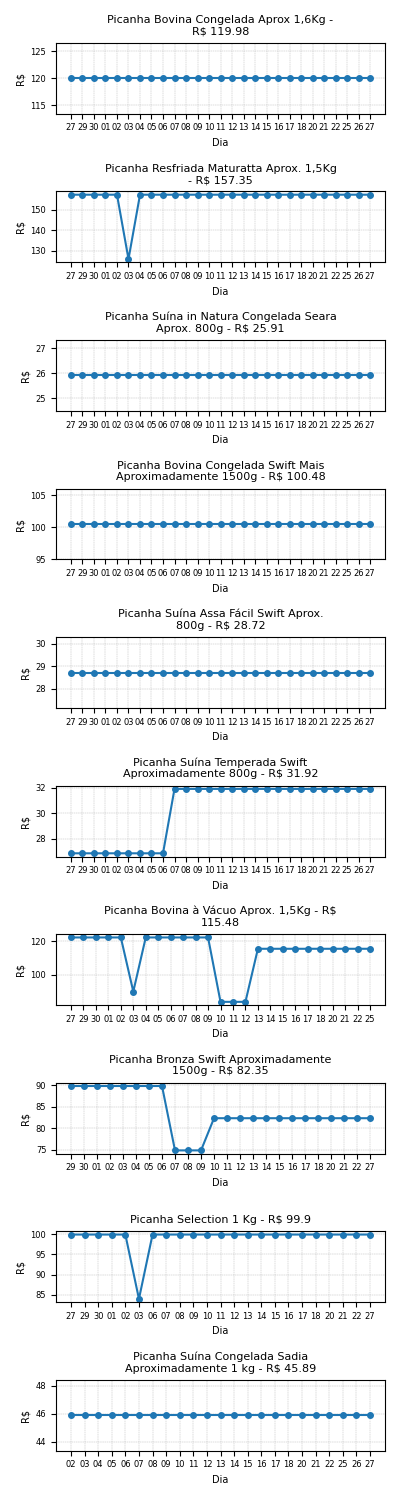 Picanha Bovina Congelada Aprox 1,6Kg -
R$ 119.98
125
120
115
R$
27 29 30 01 02 03 04 05 06 07 08 09 10 11 12 13 14 15 16 17 18 20 21 22 25 26 27
Dia
Picanha Resfriada Maturatta Aprox. 1,5Kg
- R$ 157.35
150
140
130
R$
27 29 30 01 02 03 04 05 06 07 08 09 10 11 12 13 14 15 16 17 18 20 21 22 25 26 27
Dia
Picanha Suína in Natura Congelada Seara
Aprox. 800g - R$ 25.91
27
26
25
R$
27 29 30 01 02 03 04 05 06 07 08 09 10 11 12 13 14 15 16 17 18 20 21 22 25 26 27
Dia
Picanha Bovina Congelada Swift Mais
Aproximadamente 1500g - R$ 100.48
105
100
95
R$
27 29 30 01 02 03 04 05 06 07 08 09 10 11 12 13 14 15 16 17 18 20 21 22 25 26 27
Dia
Picanha Suína Assa Fácil Swift Aprox.
800g - R$ 28.72
30
29
28
R$
27 29 30 01 02 03 04 05 06 07 08 09 10 11 12 13 14 15 16 17 18 20 21 22 25 26 27
Dia
Picanha Suína Temperada Swift
Aproximadamente 800g - R$ 31.92
32
30
28
R$
27 29 30 01 02 03 04 05 06 07 08 09 10 11 12 13 14 15 16 17 18 20 21 22 25 26 27
Dia
Picanha Bovina à Vácuo Aprox. 1,5Kg - R$
115.48
120
100
R$
27 29 30 01 02 03 04 05 06 07 08 09 10 11 12 13 14 15 16 17 18 20 21 22 25
Dia
Picanha Bronza Swift Aproximadamente
1500g - R$ 82.35
90
85
80
75
R$
29 30 01 02 03 04 05 06 07 08 09 10 11 12 13 14 15 16 17 18 20 21 22 27
Dia
Picanha Selection 1 Kg - R$ 99.9
100
95
90
85
R$
27 29 30 01 02 03 06 07 08 09 10 11 12 13 14 15 16 17 18 20 21 22 27
Dia
Picanha Suína Congelada Sadia
Aproximadamente 1 kg - R$ 45.89
48
46
44
R$
02 03 04 05 06 07 08 09 10 11 12 13 14 15 16 17 18 20 21 22 25 26 27
Dia